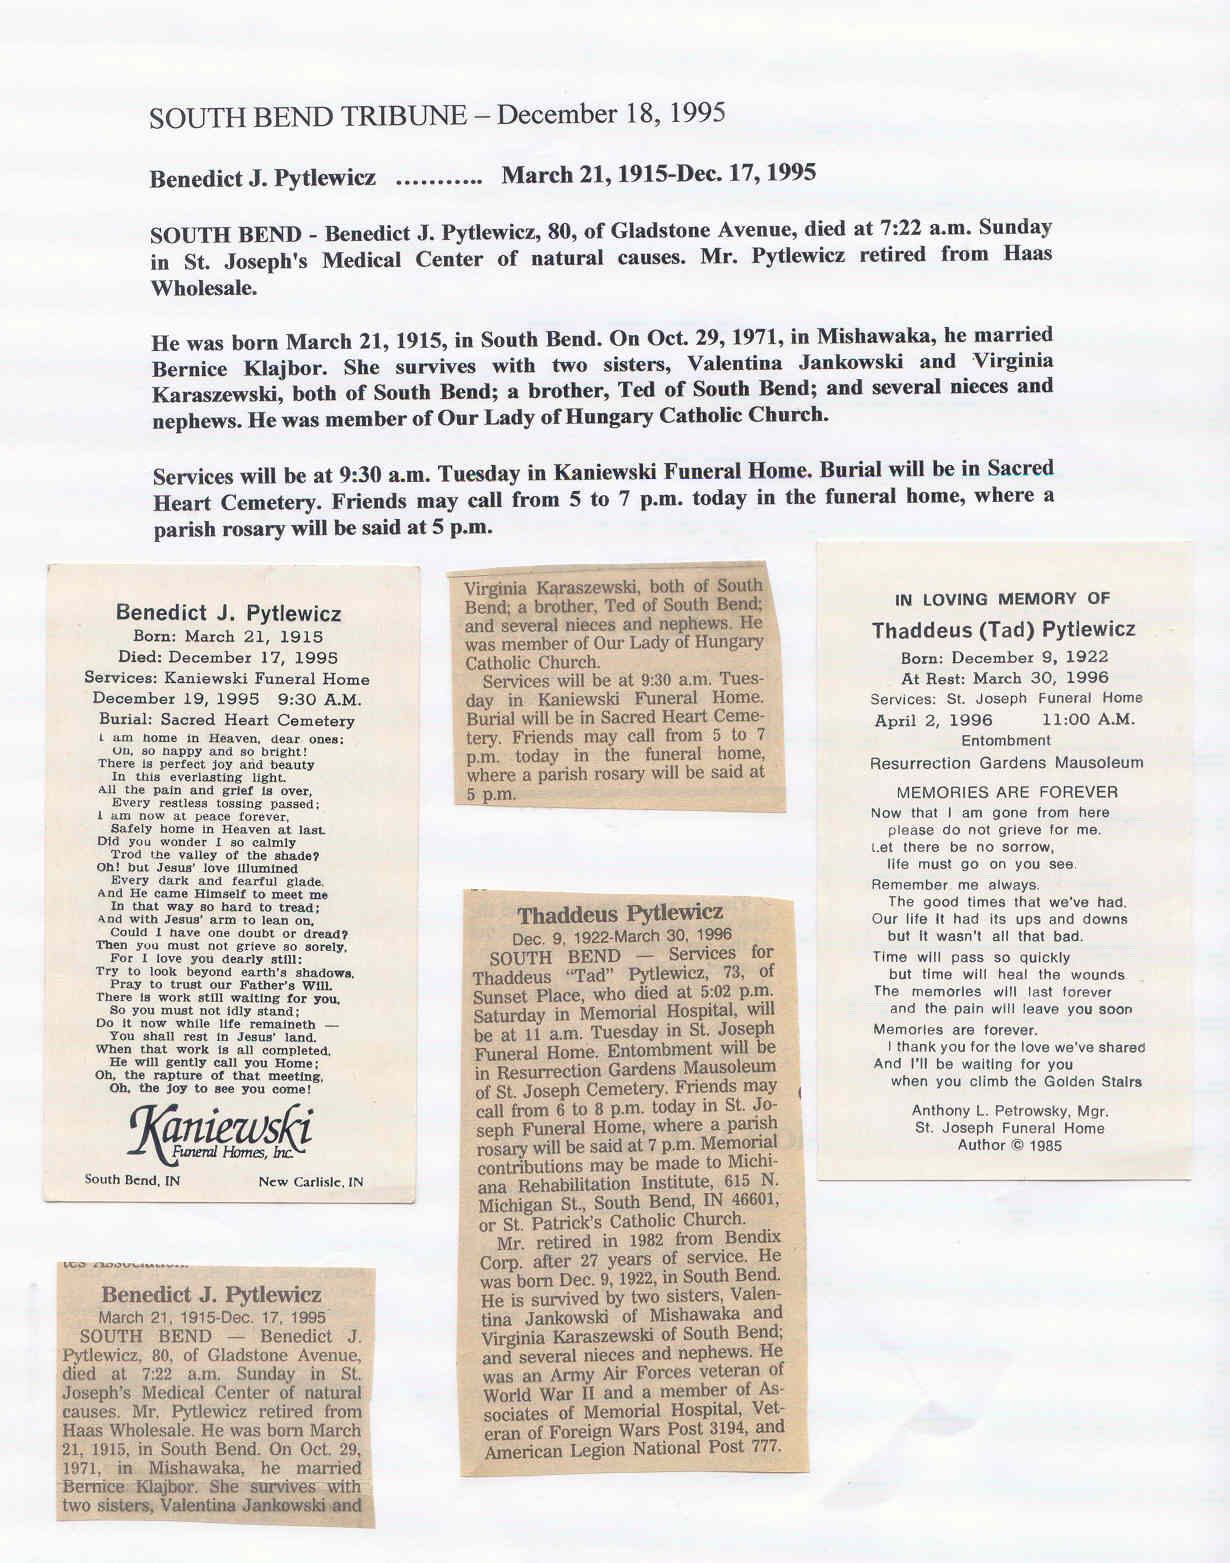 SOUTH BEND TRIBUNE – December 18, 1995
Benedict J. Pytlewicz ........... March 21, 1915-Dec. 17, 1995
SOUTH BEND - Benedict J. Pytlewicz, 80, of Gladstone Avenue, died at 7:22 a.m. Sunday
in St. Joseph's Medical Center of natural causes. Mr. Pytlewicz retired from Haas
Wholesale.
He was born March 21, 1915, in South Bend. On Oct. 29, 1971, in Mishawaka, he married
Bernice Klajbor. She survives with two sisters, Valentina Jankowski and Virginia
Karaszewski, both of South Bend; a brother, Ted of South Bend; and several nieces and
nephews. He was member of Our Lady of Hungary Catholic Church.
Services will be at 9:30 a.m. Tuesday in Kaniewski Funeral Home. Burial will be in Sacred
Heart Cemetery. Friends may call from 5 to 7 p.m. today in the funeral home, where a
parish rosary will be said at 5 p.m.
Benedict J. Pytlewicz
Born: March 21, 1915
Died: December 17, 1995
Services: Kaniewski Funeral Home
December 19, 1995 9:30 A.M.
Burial: Sacred Heart Cemetery
I am home in Heaven, dear ones;
Oh, so happy and so bright!
There is perfect joy and beauty
In this everlasting light.
All the pain and grief is over,
Every restless tossing passed;
I am now at peace forever,
Safely home in Heaven at last.
Did you wonder I so calmly
Trod the valley of the shade?
Oh! but Jesus' love illumined
Every dark and fearful glade.
And He came Himself to meet me
In that way so hard to tread;
And with Jesus' arm to lean on,
Could I have one doubt or dread?
Then you must not grieve so sorely,
For I love you dearly still:
Try to look beyond earth's shadows,
Pray to trust our Father's Will.
There is work still waiting for you,
So you must not idly stand;
Do it now while life remaineth —
You shall rest in Jesus' land.
When that work is all completed,
He will gently call you Home;
Oh, the rapture of that meeting,
Oh, the joy to see you come!
Kaniewski
Funeral Homes, Inc.
South Bend, IN New Carlisle, IN
Virginia Karaszewski, both of South
Bend; a brother, Ted of South Bend;
and several nieces and nephews. He
was member of Our Lady of Hungary
Catholic Church.
Services will be at 9:30 a.m. Tues-
day in Kaniewski Funeral Home.
Burial will be in Sacred Heart Ceme-
tery. Friends may call from 5 to 7
p.m. today in the funeral home,
where a parish rosary will be said at
5 p.m.
IN LOVING MEMORY OF
Thaddeus (Tad) Pytlewicz
Born: December 9, 1922
At Rest: March 30, 1996
Services: St. Joseph Funeral Home
April 2, 1996 11:00 A.M.
Entombment
Resurrection Gardens Mausoleum
MEMORIES ARE FOREVER
Now that I am gone from here
please do not grieve for me.
Let there be no sorrow,
life must go on you see.
Remember me always.
The good times that we've had.
Our life it had its ups and downs
but it wasn't all that bad.
Time will pass so quickly
but time will heal the wounds
The memories will last forever
and the pain will leave you soon
Memories are forever.
I thank you for the love we've shared
And I'll be waiting for you
when you climb the Golden Stairs
Anthony L. Petrowsky, Mgr.
St. Joseph Funeral Home
Author © 1985
Thaddeus Pytlewicz
Dec. 9, 1922-March 30, 1996
SOUTH BEND — Services for
Thaddeus "Tad" Pytlewicz, 73, of
Sunset Place, who died at 5:02 p.m.
Saturday in Memorial Hospital, will
be at 11 a.m. Tuesday in St. Joseph
Funeral Home. Entombment will be
in Resurrection Gardens Mausoleum
of St. Joseph Cemetery. Friends may
call from 6 to 8 p.m. today in St. Jo-
seph Funeral Home, where a parish
rosary will be said at 7 p.m. Memorial
contributions may be made to Michi-
ana Rehabilitation Institute, 615 N.
Michigan St., South Bend, IN 46601,
or St. Patrick's Catholic Church.
Mr. retired in 1982 from Bendix
Corp. after 27 years of service. He
was born Dec. 9, 1922, in South Bend.
He is survived by two sisters, Valen-
tina Jankowski of Mishawaka and
Virginia Karaszewski of South Bend;
and several nieces and nephews. He
was an Army Air Forces veteran of
World War II and a member of As-
sociates of Memorial Hospital, Vet-
eran of Foreign Wars Post 3194, and
American Legion National Post 777.
Benedict J. Pytlewicz
March 21, 1915-Dec. 17, 1995
SOUTH BEND — Benedict J.
Pytlewicz, 80, of Gladstone Avenue,
died at 7:22 a.m. Sunday in St.
Joseph's Medical Center of natural
causes. Mr. Pytlewicz retired from
Haas Wholesale. He was born March
21, 1915, in South Bend. On Oct. 29,
1971, in Mishawaka, he married
Bernice Klajbor. She survives with
two sisters, Valentina Jankowski and